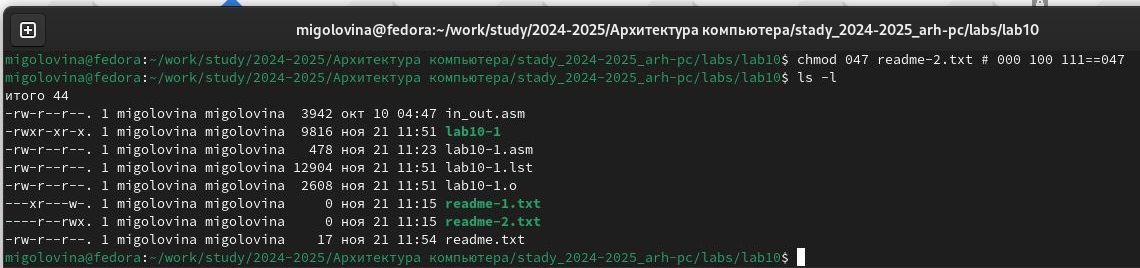 migolovina@fedora:~/work/study/2024-2025/Архитектура компьютера/stady_2024-2025_arh-pc/labs/lab10
migolovina@fedora:~/work/study/2024-2025/Архитектура компьютера/stady_2024-2025_arh-pc/labs/lab10$ chmod 047 readme-2.txt # 000 100 111==047
migolovina@fedora:~/work/study/2024-2025/Архитектура компьютера/stady_2024-2025_arh-pc/labs/lab10$ ls -l
итого 44
-rw-r--r--. 1 migolovina migolovina  3942 окт 10 04:47 in_out.asm
-rwxr-xr-x. 1 migolovina migolovina  9816 ноя 21 11:51 lab10-1
-rw-r--r--. 1 migolovina migolovina   478 ноя 21 11:23 lab10-1.asm
-rw-r--r--. 1 migolovina migolovina 12904 ноя 21 11:51 lab10-1.lst
-rw-r--r--. 1 migolovina migolovina  2608 ноя 21 11:51 lab10-1.o
---xr---w-. 1 migolovina migolovina     0 ноя 21 11:15 readme-1.txt
----r--rwx. 1 migolovina migolovina     0 ноя 21 11:15 readme-2.txt
-rw-r--r--. 1 migolovina migolovina    17 ноя 21 11:54 readme.txt
migolovina@fedora:~/work/study/2024-2025/Архитектура компьютера/stady_2024-2025_arh-pc/labs/lab10$